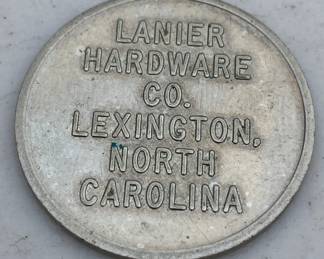 LANIER
HARDWARE
CO.
LEXINGTON,
NORTH
CAROLINA